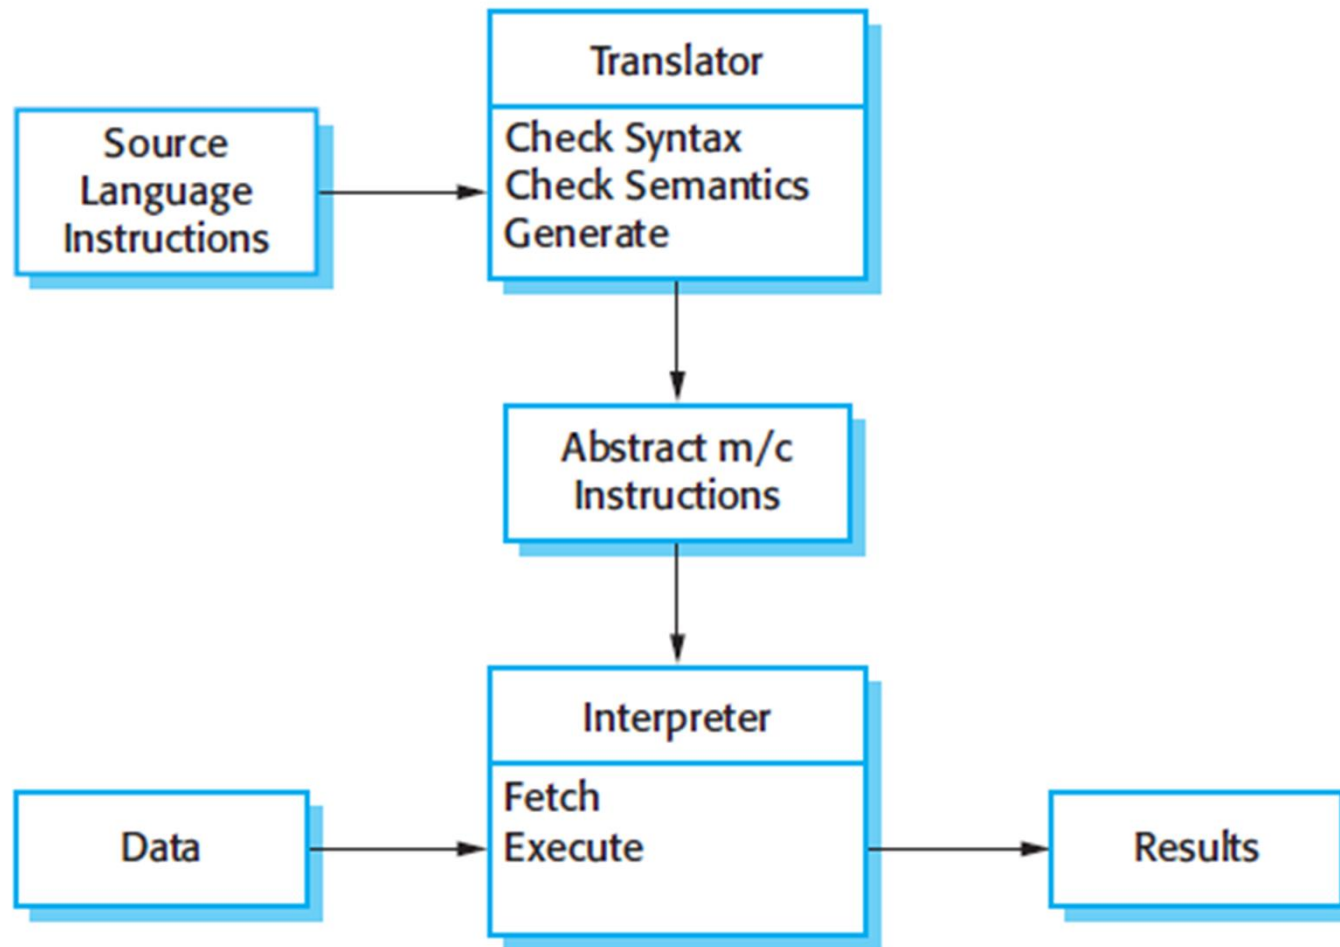 Translator
Check Syntax
Check Semantics
Generate
Source
Language
Instructions
Abstract m/c
Instructions
Interpreter
Fetch
Execute
Data
Results